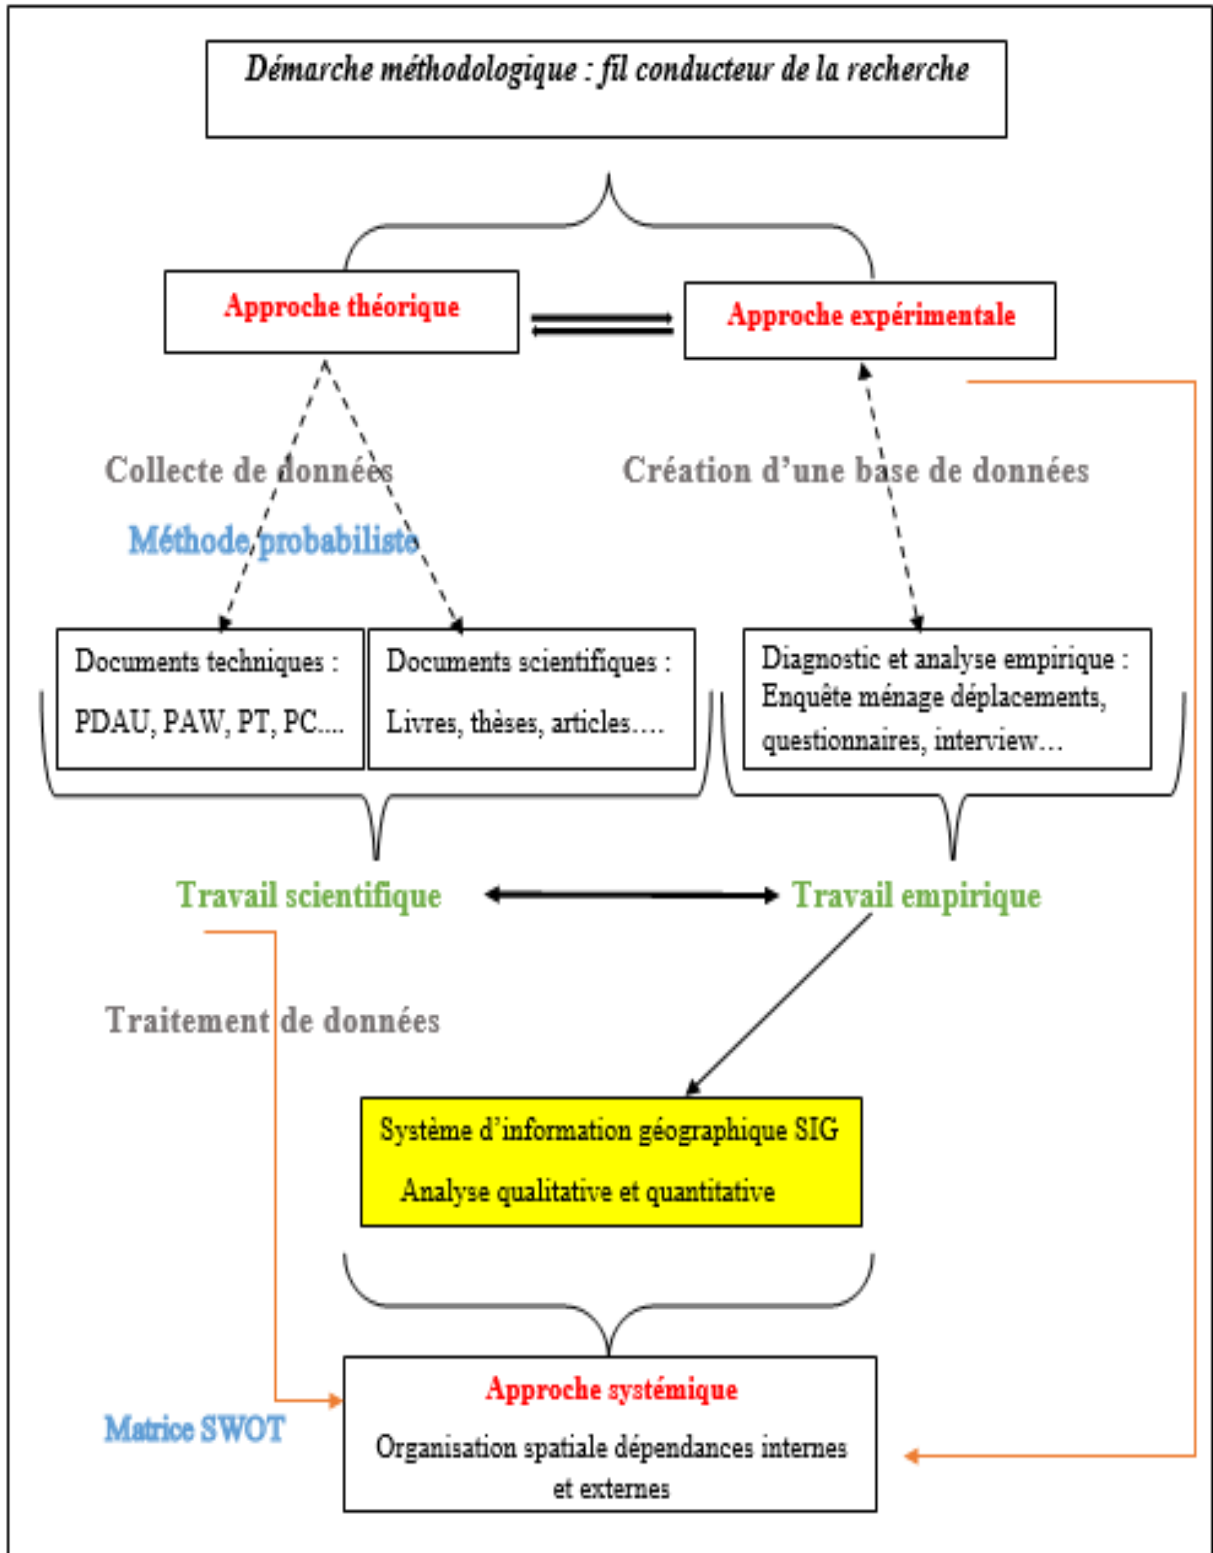 Démarche méthodologique : fil conducteur de la recherche
Approche théorique
Approche expérimentale
Collecte de données
Création d’une base de données
Méthode probabiliste
Documents techniques :
PDAU, PAW, PT, PC....
Documents scientifiques :
Livres, thèses, articles….
Diagnostic et analyse empirique :
Enquête ménage déplacements,
questionnaires, interview…
Travail scientifique
Travail empirique
Traitement de données
Système d’information géographique SIG
Analyse qualitative et quantitative
Approche systémique
Matrice SWOT
Organisation spatiale dépendances internes
et externes